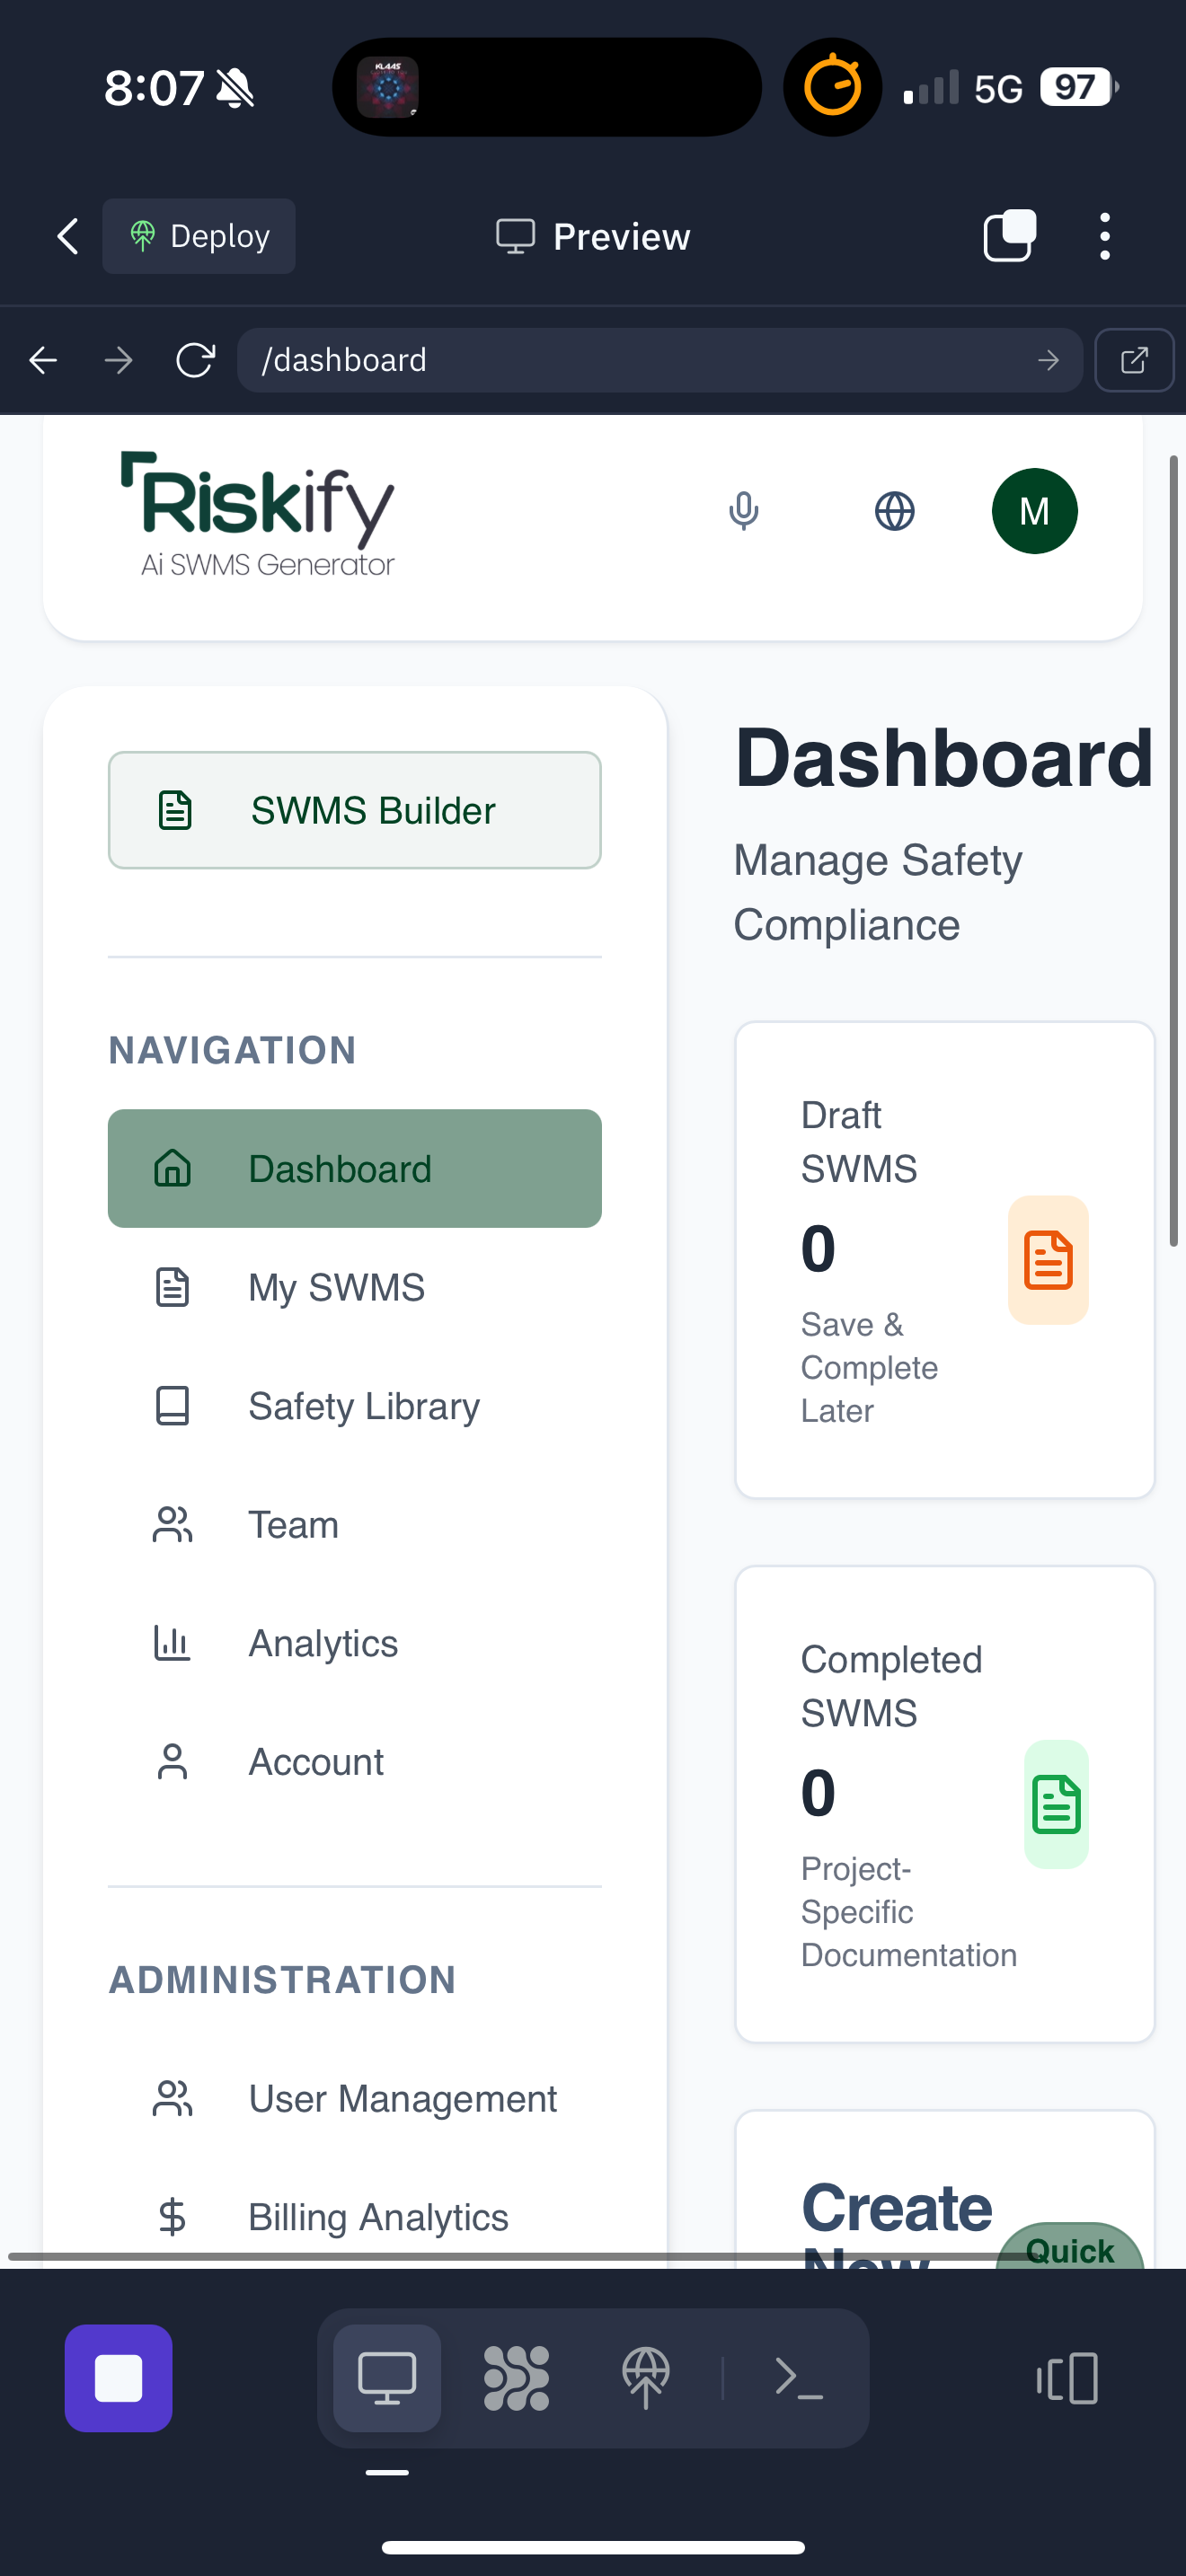 8:07
KLAAS
5G
97
Deploy
Preview
/dashboard
Riskify
Ai SWMS Generator
M
SWMS Builder
NAVIGATION
Dashboard
My SWMS
Safety Library
Team
Analytics
Account
ADMINISTRATION
User Management
Billing Analytics
Dashboard
Manage Safety
Compliance
Draft
SWMS
0
Save &
Complete
Later
Completed
SWMS
0
Project-
Specific
Documentation
Create
New
Quick